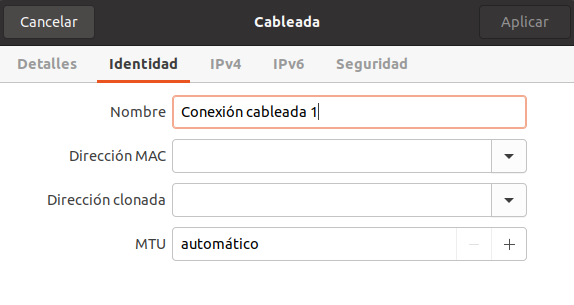 Cancelar Cableada Aplicar
Detalles Identidad IPv4 IPv6 Seguridad
Nombre Conexión cableada 1
Dirección MAC
Dirección clonada
MTU automático − +